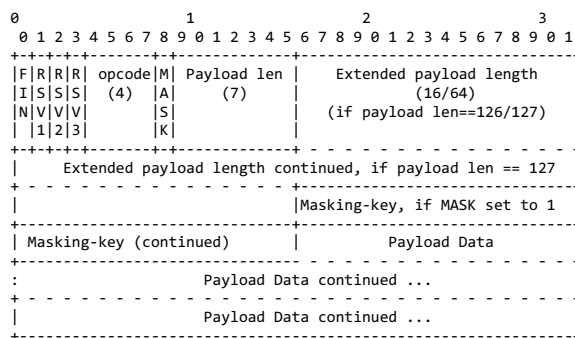 0                   1                   2                   3
 0 1 2 3 4 5 6 7 8 9 0 1 2 3 4 5 6 7 8 9 0 1 2 3 4 5 6 7 8 9 0 1
+-+-+-+-+-------+-+-------------+-------------------------------
|F|R|R|R| opcode|M| Payload len |    Extended payload length
|I|S|S|S|  (4)  |A|     (7)     |             (16/64)
|N|V|V|V|       |S|             |   (if payload len==126/127)
| |1|2|3|       |K|             |
+-+-+-+-+-------+-+-------------+ - - - - - - - - - - - - - - -
|     Extended payload length continued, if payload len == 127
+ - - - - - - - - - - - - - - - +-------------------------------
|                               |Masking-key, if MASK set to 1
+-------------------------------+-------------------------------
| Masking-key (continued)       |          Payload Data
+-------------------------------- - - - - - - - - - - - - - - -
:                     Payload Data continued ...
+ - - - - - - - - - - - - - - - - - - - - - - - - - - - - - - -
|                     Payload Data continued ...
+---------------------------------------------------------------